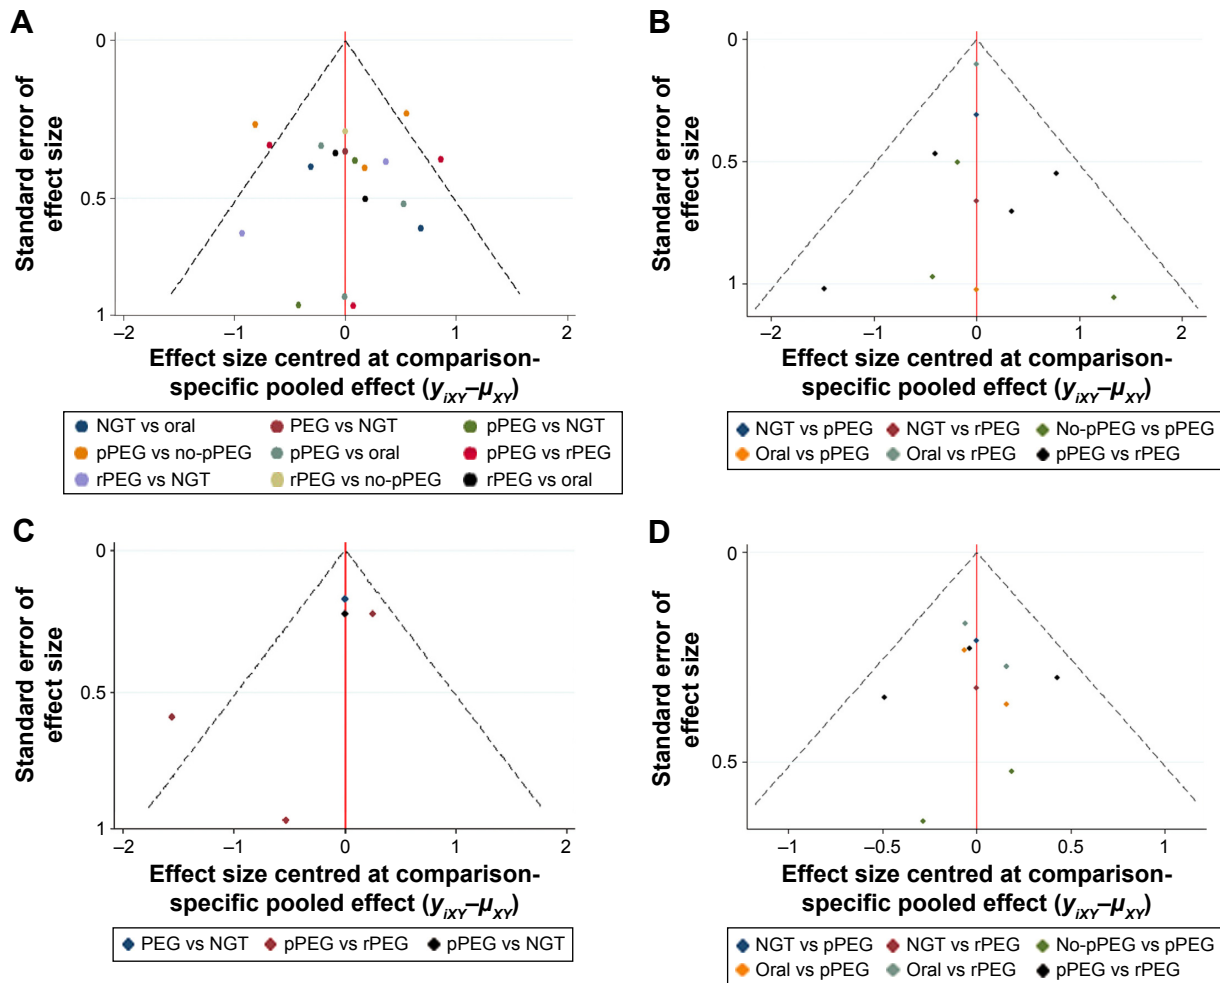 A
Standard error of
effect size
0
0.5
1
–2
–1
0
1
2
Effect size centred at comparison-
specific pooled effect (yiXY–μXY)
NGT vs oral
PEG vs NGT
pPEG vs NGT
pPEG vs no-pPEG
pPEG vs oral
pPEG vs rPEG
rPEG vs NGT
rPEG vs no-pPEG
rPEG vs oral
B
Standard error of
effect size
0
0.5
1
–2
–1
0
1
2
Effect size centred at comparison-
specific pooled effect (yiXY–μXY)
NGT vs pPEG
NGT vs rPEG
No-pPEG vs pPEG
Oral vs pPEG
Oral vs rPEG
pPEG vs rPEG
C
Standard error of
effect size
0
0.5
1
–2
–1
0
1
2
Effect size centred at comparison-
specific pooled effect (yiXY–μXY)
PEG vs NGT
pPEG vs rPEG
pPEG vs NGT
D
Standard error of
effect size
0
0.5
–1
–0.5
0
0.5
1
Effect size centred at comparison-
specific pooled effect (yiXY–μXY)
NGT vs pPEG
NGT vs rPEG
No-pPEG vs pPEG
Oral vs pPEG
Oral vs rPEG
pPEG vs rPEG